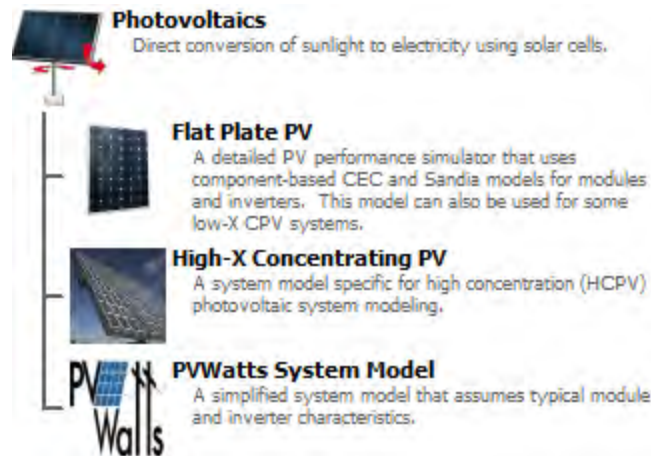 Photovoltaics
Direct conversion of sunlight to electricity using solar cells.
Flat Plate PV
A detailed PV performance simulator that uses
component-based CEC and Sandia models for modules
and inverters. This model can also be used for some
low-X CPV systems.
High-X Concentrating PV
A system model specific for high concentration (HCPV)
photovoltaic system modeling.
PV Watts
PVWatts System Model
A simplified system model that assumes typical module
and inverter characteristics.